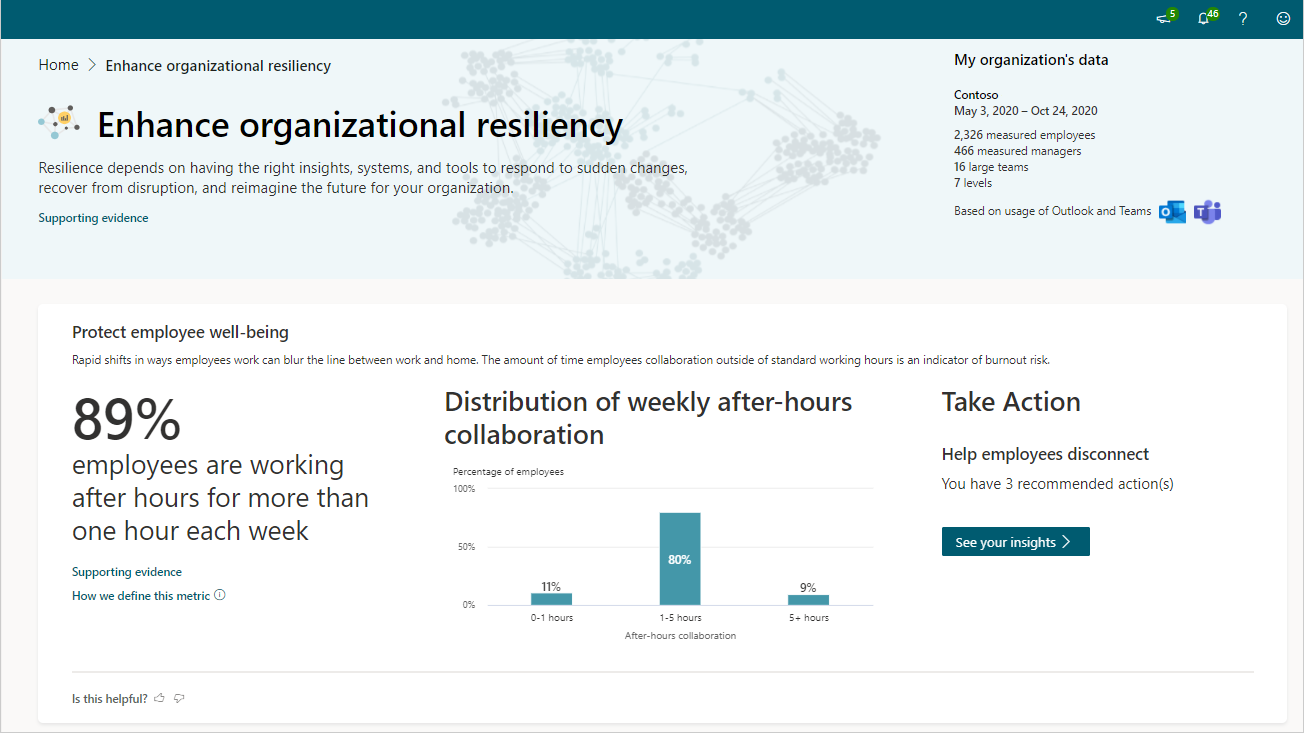 5
46
?
Home > Enhance organizational resiliency
Enhance organizational resiliency
Resilience depends on having the right insights, systems, and tools to respond to sudden changes,
recover from disruption, and reimagine the future for your organization.
Supporting evidence
My organization's data
Contoso
May 3, 2020 – Oct 24, 2020
2,326 measured employees
466 measured managers
16 large teams
7 levels
Based on usage of Outlook and Teams
Protect employee well-being
Rapid shifts in ways employees work can blur the line between work and home. The amount of time employees collaboration outside of standard working hours is an indicator of burnout risk.
89%
employees are working
after hours for more than
one hour each week
Supporting evidence
How we define this metric
Distribution of weekly after-hours
collaboration
Percentage of employees
100%
50%
0%
11%
80%
9%
0-1 hours
1-5 hours
5+ hours
After-hours collaboration
Take Action
Help employees disconnect
You have 3 recommended action(s)
See your insights >
Is this helpful?